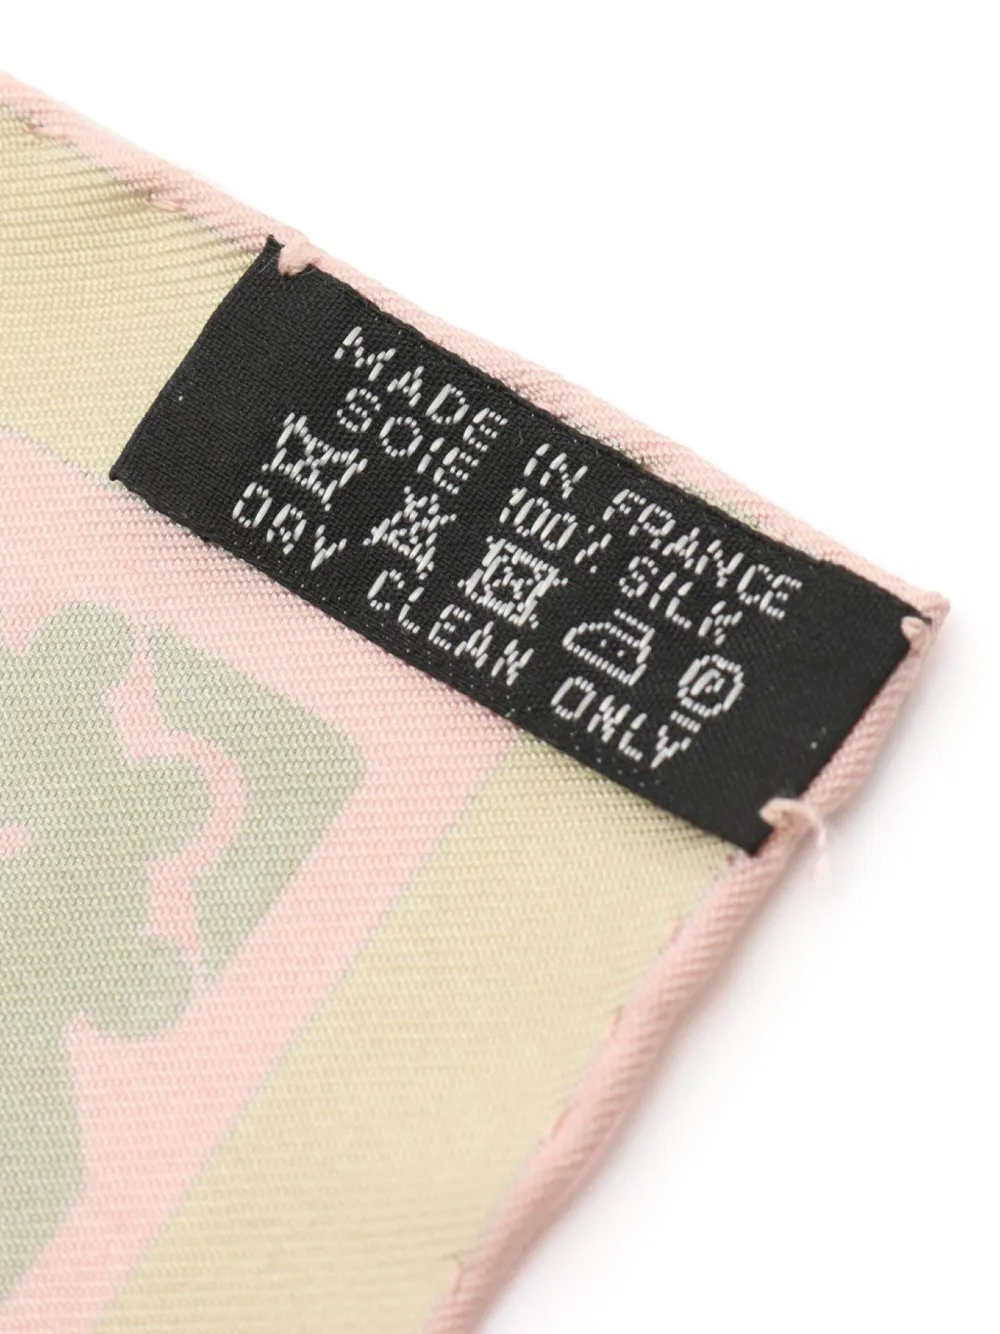 MADE IN FRANCE
SOIE 100% SILK
P
DRY CLEAN ONLY